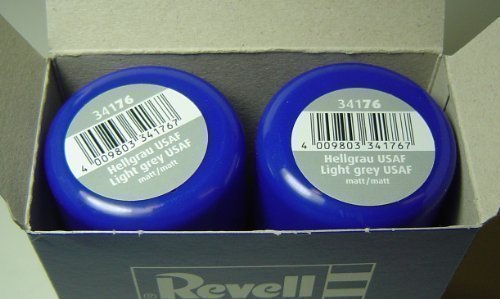 34176
4 009803 341767
Hellgrau USAF
Light grey USAF
matt/matt
34176
4 009803 341767
Hellgrau USAF
Light grey USAF
matt/matt
Revell
®